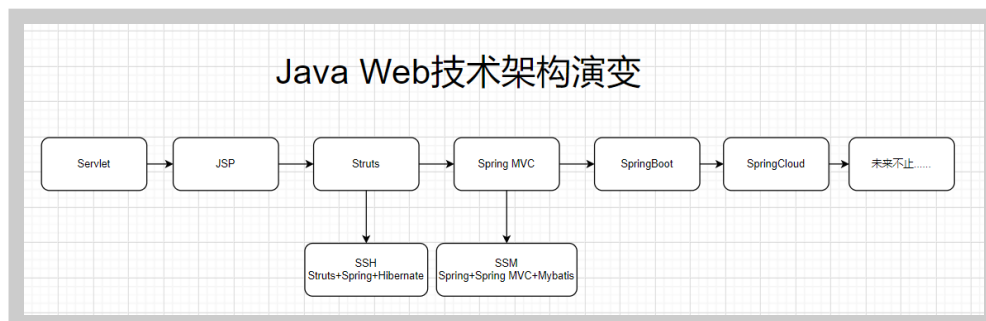 Java Web技术架构演变
Servlet
JSP
Struts
Spring MVC
SpringBoot
SpringCloud
未来不止......
SSH
Struts+Spring+Hibernate
SSM
Spring+Spring MVC+Mybatis